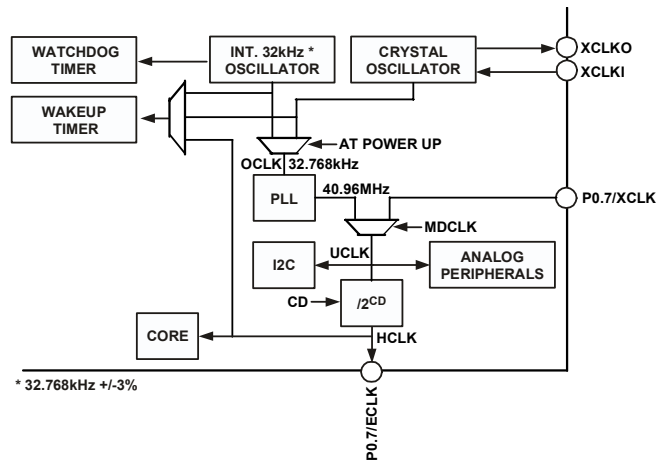 WATCHDOG
TIMER
INT. 32kHz *
OSCILLATOR
CRYSTAL
OSCILLATOR
XCLKO
XCLKI
WAKEUP
TIMER
AT POWER UP
OCLK 32.768kHz
PLL
40.96MHz
P0.7/XCLK
MDCLK
I2C
UCLK
ANALOG
PERIPHERALS
CD
/2CD
CORE
HCLK
* 32.768kHz +/-3%
P0.7/ECLK